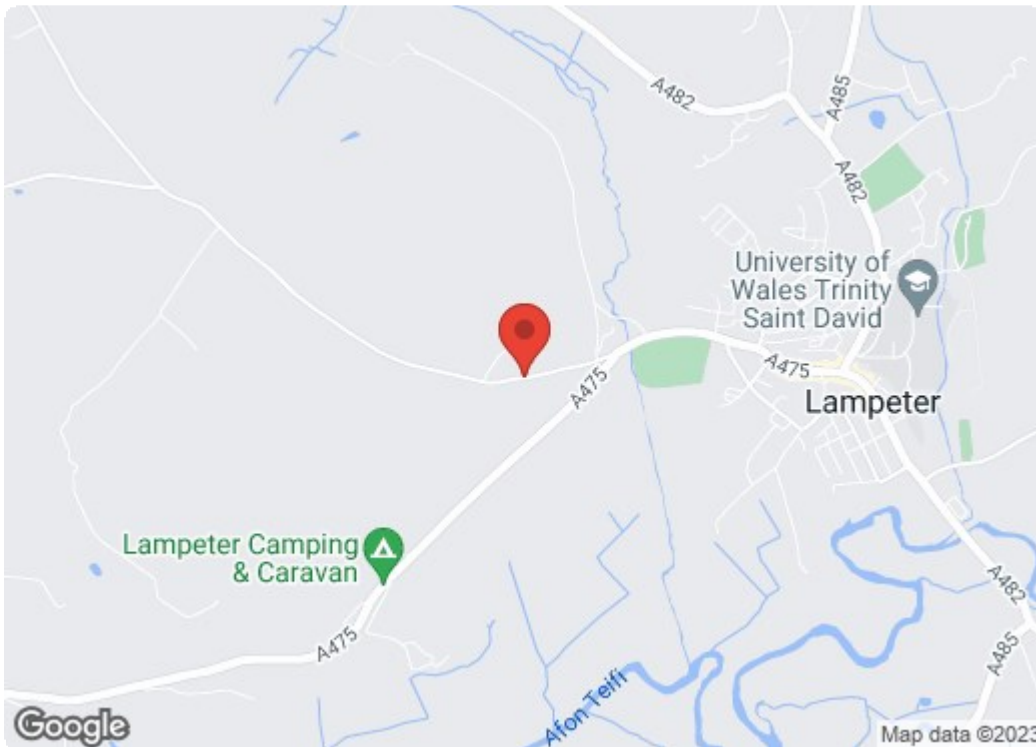 A482
A485
A482
University of
Wales Trinity
Saint David
A475
A475
Lampeter
Lampeter Camping
& Caravan
A482
A475
A485
Afon Teifi
Google
Map data ©2023